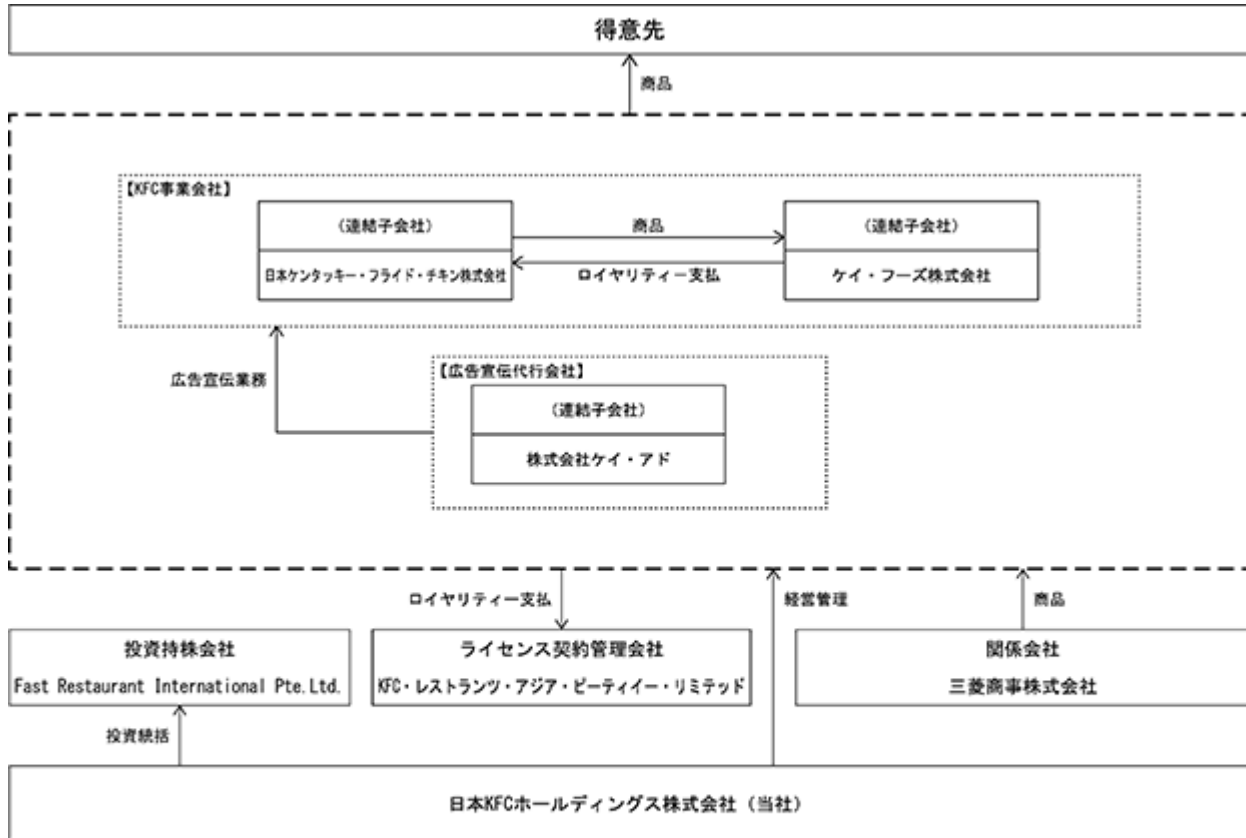 得意先
商品
【KFC事業会社】
(連結子会社)
日本ケンタッキー・フライド・チキン株式会社
商品
ロイヤリティー支払
(連結子会社)
ケイ・フーズ株式会社
広告宣伝業務
【広告宣伝代行会社】
(連結子会社)
株式会社ケイ・アド
ロイヤリティー支払
経営管理
商品
投資持株会社
Fast Restaurant International Pte.Ltd.
ライセンス契約管理会社
KFC・レストランツ・アジア・ピーティイー・リミテッド
関係会社
三菱商事株式会社
投資統括
日本KFCホールディングス株式会社(当社)